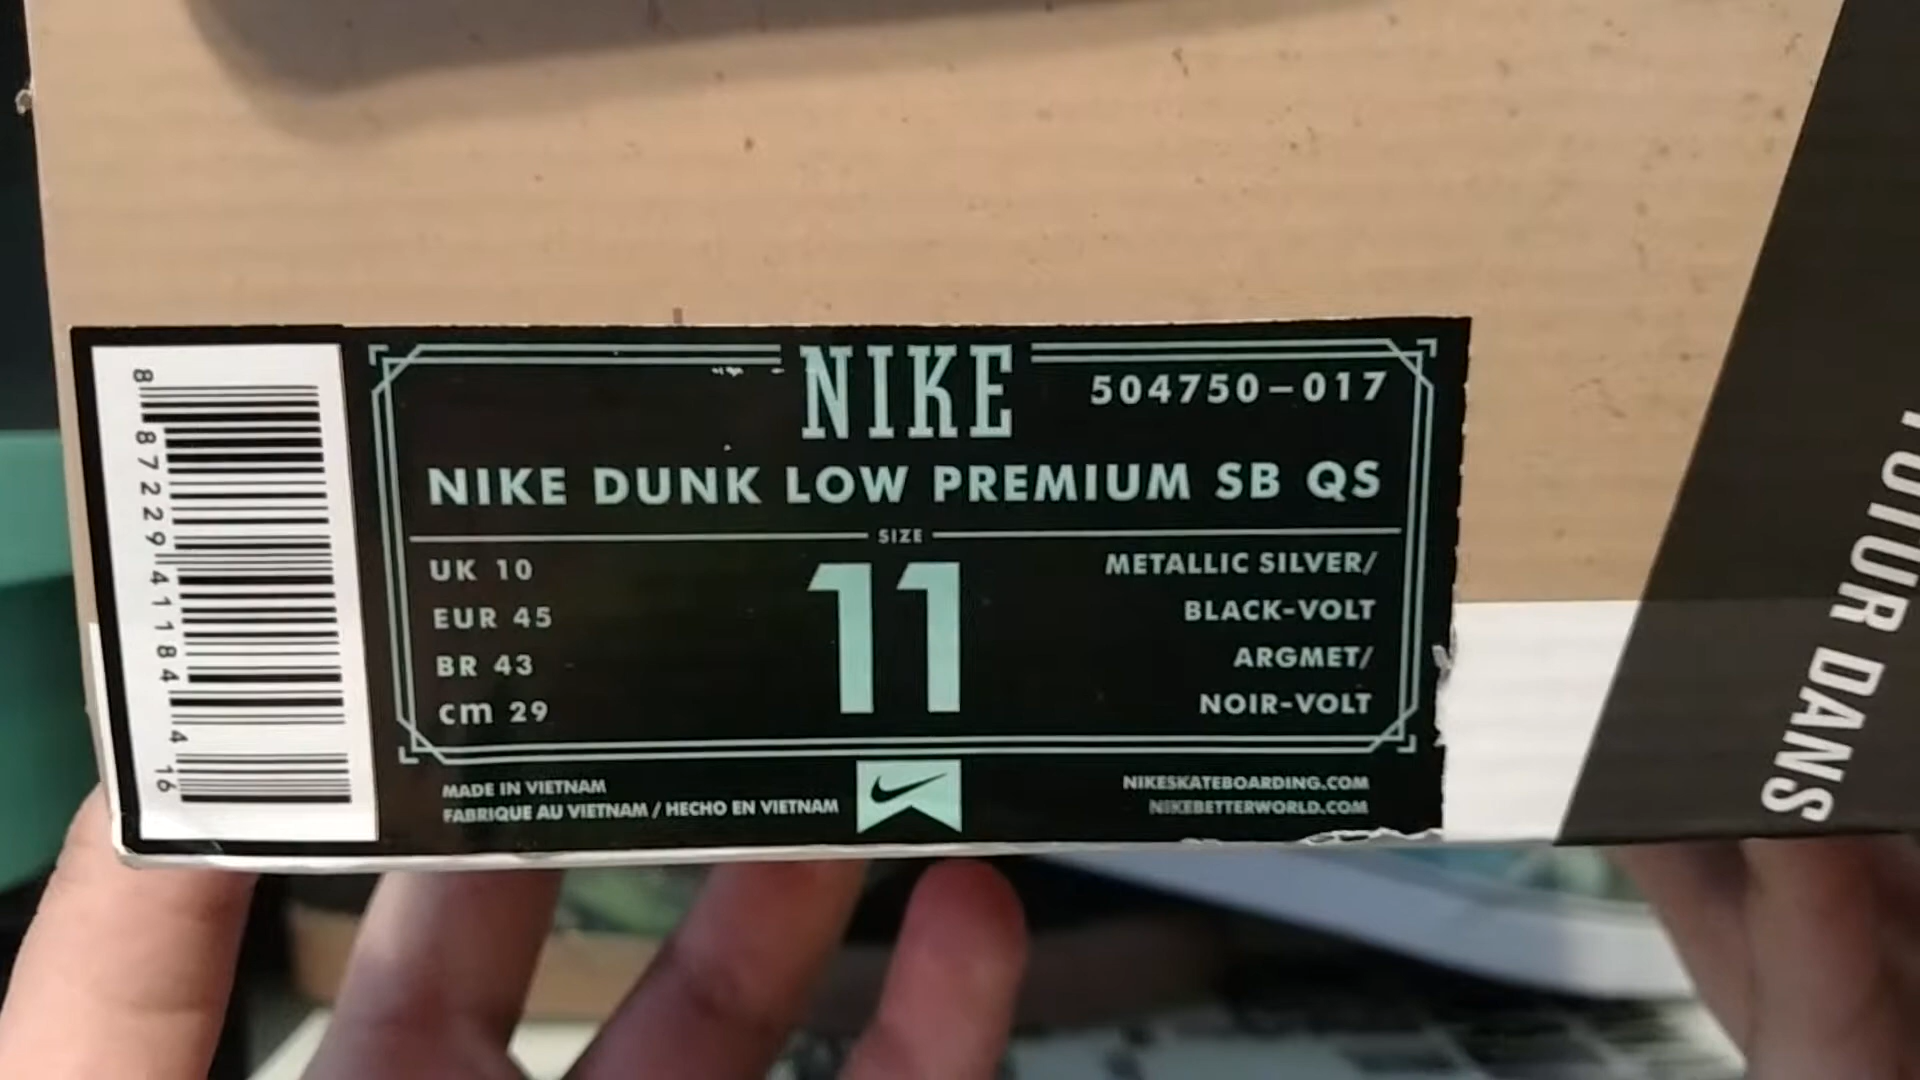 8 87229 41184 4 16
NIKE
504750-017
NIKE DUNK LOW PREMIUM SB QS
SIZE
UK 10
EUR 45
BR 43
cm 29
11
METALLIC SILVER/
BLACK-VOLT
ARGMET/
NOIR-VOLT
MADE IN VIETNAM
FABRIQUE AU VIETNAM / HECHO EN VIETNAM
NIKESKATEBOARDING.COM
NIKEBETTERWORLD.COM
DANS